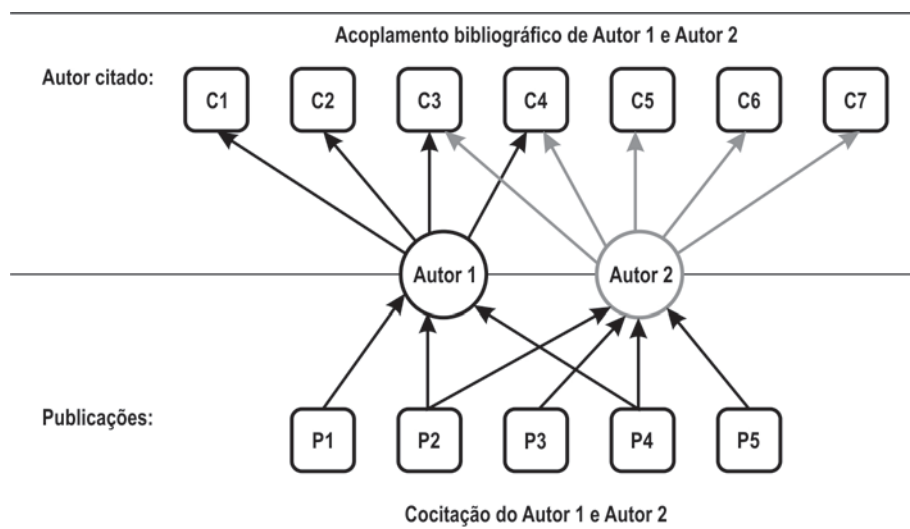 Acoplamento bibliográfico de Autor 1 e Autor 2
Autor citado:
C1 C2 C3 C4 C5 C6 C7
Autor 1 Autor 2
Publicações:
P1 P2 P3 P4 P5
Cocitação do Autor 1 e Autor 2